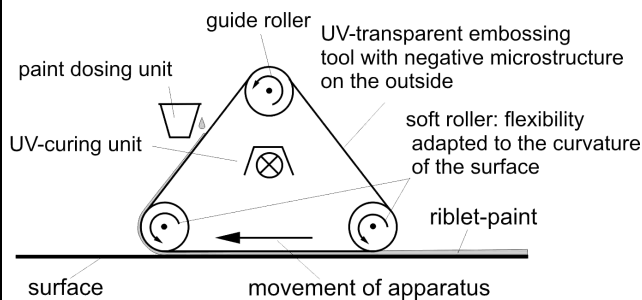 guide roller
UV-transparent embossing
tool with negative microstructure
on the outside
paint dosing unit
soft roller: flexibility
adapted to the curvature
of the surface
UV-curing unit
riblet-paint
surface
movement of apparatus